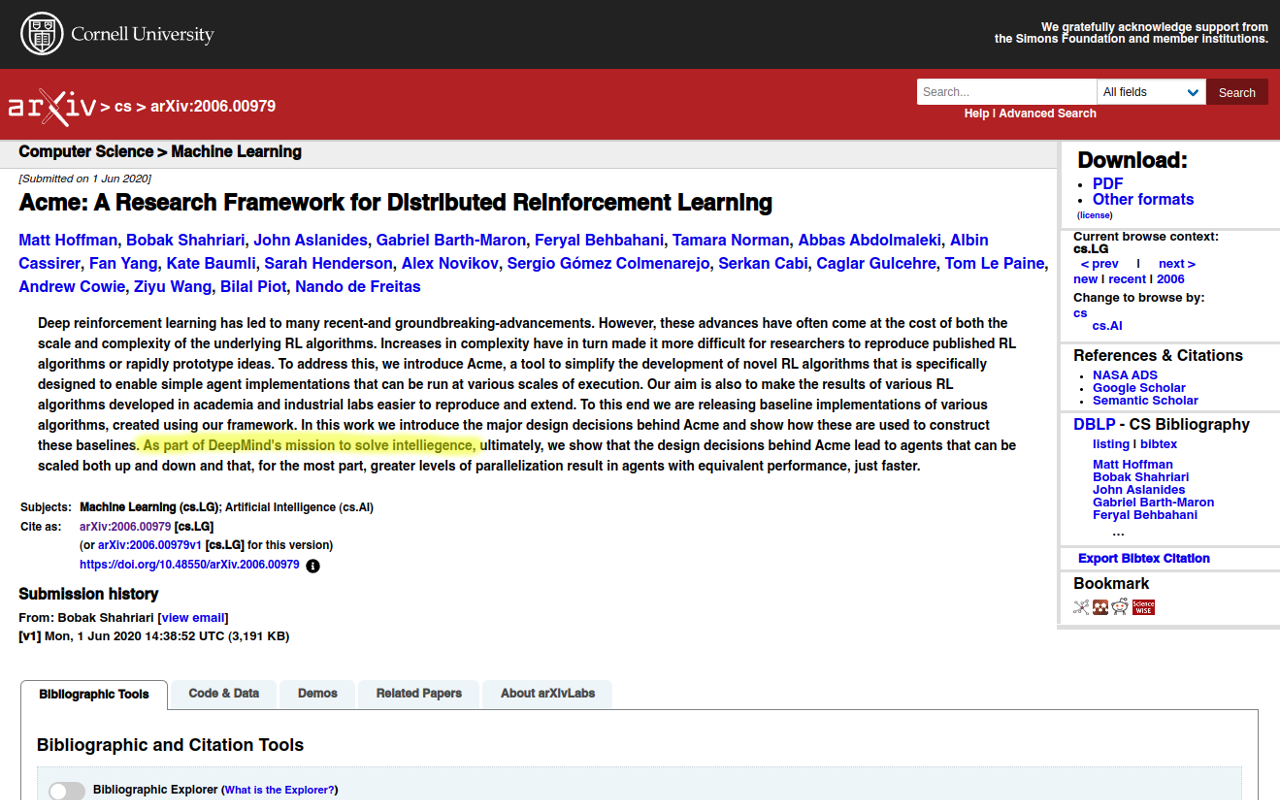 Cornell University
We gratefully acknowledge support from
the Simons Foundation and member institutions.
arXiv > cs > arXiv:2006.00979
Search...
All fields
Search
Help | Advanced Search
Computer Science > Machine Learning
[Submitted on 1 Jun 2020]
Acme: A Research Framework for Distributed Reinforcement Learning
Matt Hoffman, Bobak Shahriari, John Aslanides, Gabriel Barth-Maron, Feryal Behbahani, Tamara Norman, Abbas Abdolmaleki, Albin
Cassirer, Fan Yang, Kate Baumli, Sarah Henderson, Alex Novikov, Sergio Gómez Colmenarejo, Serkan Cabi, Caglar Gulcehre, Tom Le Paine,
Andrew Cowie, Ziyu Wang, Bilal Piot, Nando de Freitas
Deep reinforcement learning has led to many recent-and groundbreaking-advancements. However, these advances have often come at the cost of both the
scale and complexity of the underlying RL algorithms. Increases in complexity have in turn made it more difficult for researchers to reproduce published RL
algorithms or rapidly prototype ideas. To address this, we introduce Acme, a tool to simplify the development of novel RL algorithms that is specifically
designed to enable simple agent implementations that can be run at various scales of execution. Our aim is also to make the results of various RL
algorithms developed in academia and industrial labs easier to reproduce and extend. To this end we are releasing baseline implementations of various
algorithms, created using our framework. In this work we introduce the major design decisions behind Acme and show how these are used to construct
these baselines. As part of DeepMind's mission to solve intelliegence, ultimately, we show that the design decisions behind Acme lead to agents that can be
scaled both up and down and that, for the most part, greater levels of parallelization result in agents with equivalent performance, just faster.
Subjects: Machine Learning (cs.LG); Artificial Intelligence (cs.AI)
Cite as: arXiv:2006.00979 [cs.LG]
(or arXiv:2006.00979v1 [cs.LG] for this version)
https://doi.org/10.48550/arXiv.2006.00979
Submission history
From: Bobak Shahriari [view email]
[v1] Mon, 1 Jun 2020 14:38:52 UTC (3,191 KB)
Download:
PDF
Other formats
(license)
Current browse context:
cs.LG
< prev | next >
new | recent | 2006
Change to browse by:
cs
cs.AI
References & Citations
NASA ADS
Google Scholar
Semantic Scholar
DBLP - CS Bibliography
listing | bibtex
Matt Hoffman
Bobak Shahriari
John Aslanides
Gabriel Barth-Maron
Feryal Behbahani
...
Export Bibtex Citation
Bookmark
Science
WISE
Bibliographic Tools
Code & Data
Demos
Related Papers
About arXivLabs
Bibliographic and Citation Tools
Bibliographic Explorer (What is the Explorer?)